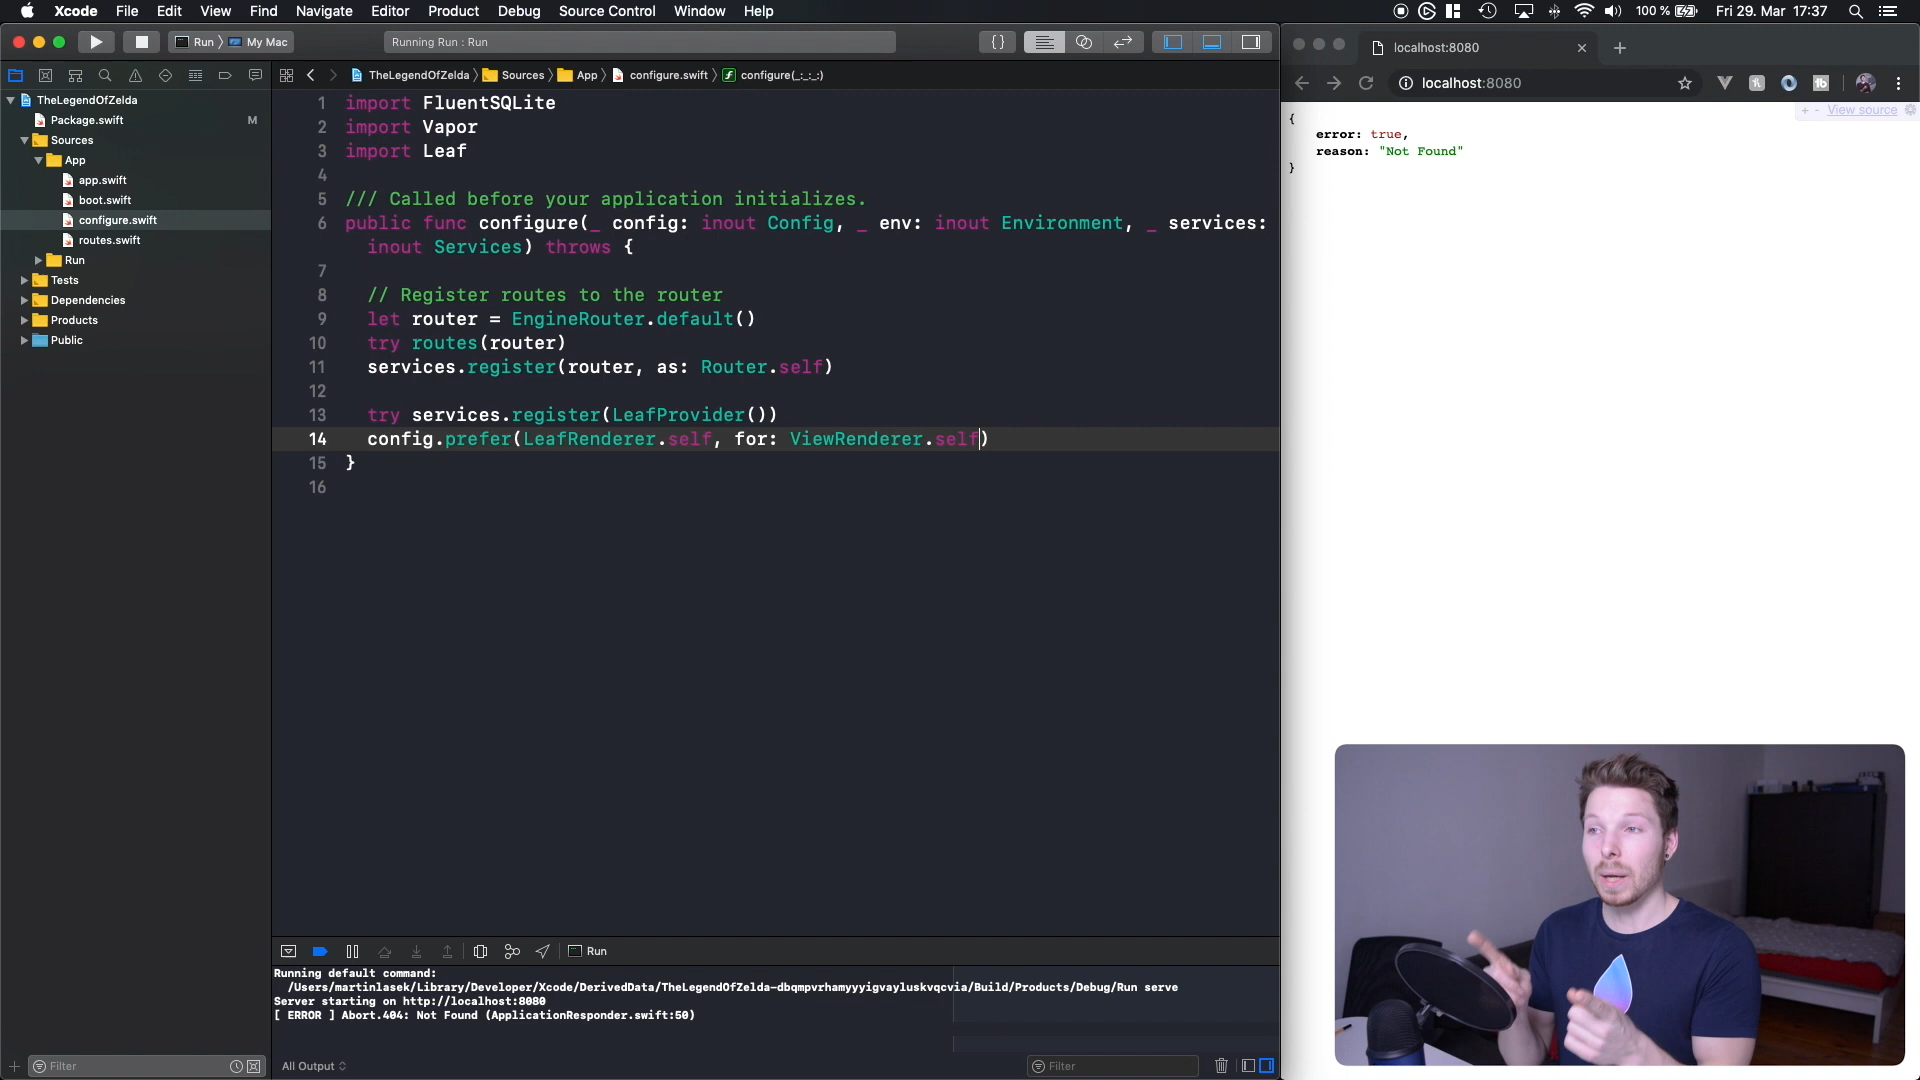 Xcode File Edit View Find Navigate Editor Product Debug Source Control Window Help
100 % Fri 29. Mar 17:37
Run My Mac
Running Run : Run
localhost:8080
localhost:8080
TheLegendOfZelda Sources App configure.swift configure(_:_:_:)
TheLegendOfZelda
Package.swift M
Sources
App
app.swift
boot.swift
configure.swift
routes.swift
Run
Tests
Dependencies
Products
Public
1 import FluentSQLite
2 import Vapor
3 import Leaf
4
5 /// Called before your application initializes.
6 public func configure(_ config: inout Config, _ env: inout Environment, _ services:
inout Services) throws {
7
8 // Register routes to the router
9 let router = EngineRouter.default()
10 try routes(router)
11 services.register(router, as: Router.self)
12
13 try services.register(LeafProvider())
14 config.prefer(LeafRenderer.self, for: ViewRenderer.self)
15 }
16
+ - View source
{
error: true,
reason: "Not Found"
}
Run
Running default command:
/Users/martinlasek/Library/Developer/Xcode/DerivedData/TheLegendOfZelda-dbqmpvrhamyyyigvayluskvqcvia/Build/Products/Debug/Run serve
Server starting on http://localhost:8080
[ ERROR ] Abort.404: Not Found (ApplicationResponder.swift:50)
Filter
All Output
Filter